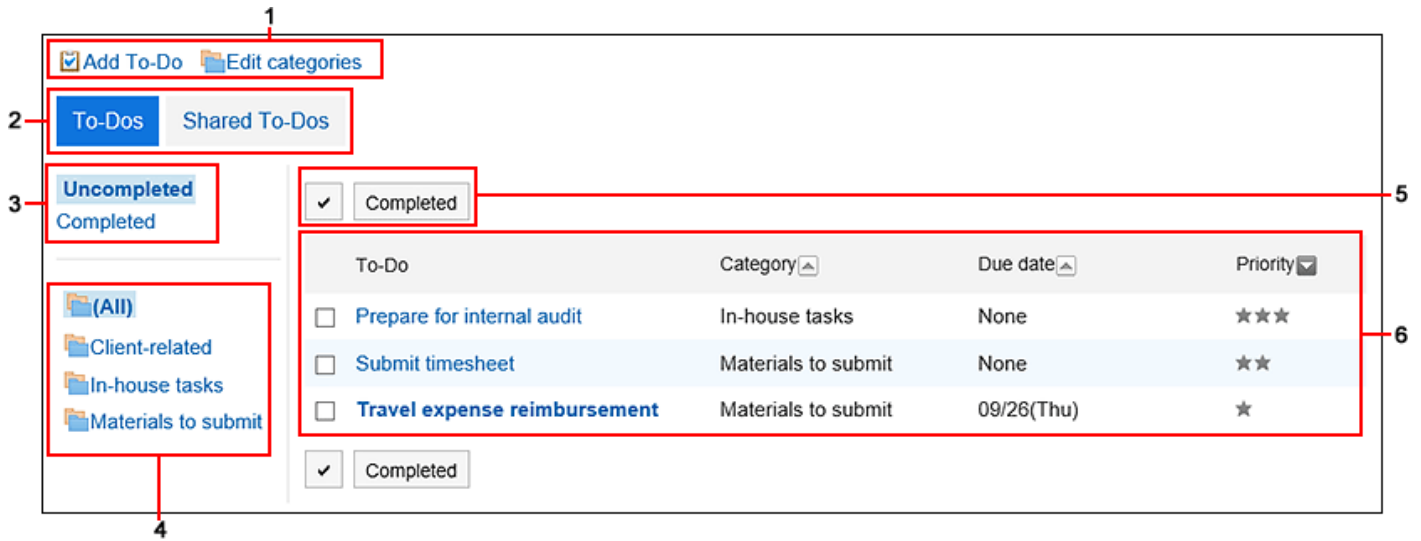 1
Add To-Do Edit categories
2 To-Dos Shared To-Dos
3 Uncompleted
Completed
Completed 5
To-Do Category Due date Priority
(All)
Prepare for internal audit In-house tasks None ★★★
6
Client-related
Submit timesheet Materials to submit None ★★
In-house tasks
Travel expense reimbursement Materials to submit 09/26(Thu) ★
Materials to submit
Completed
4